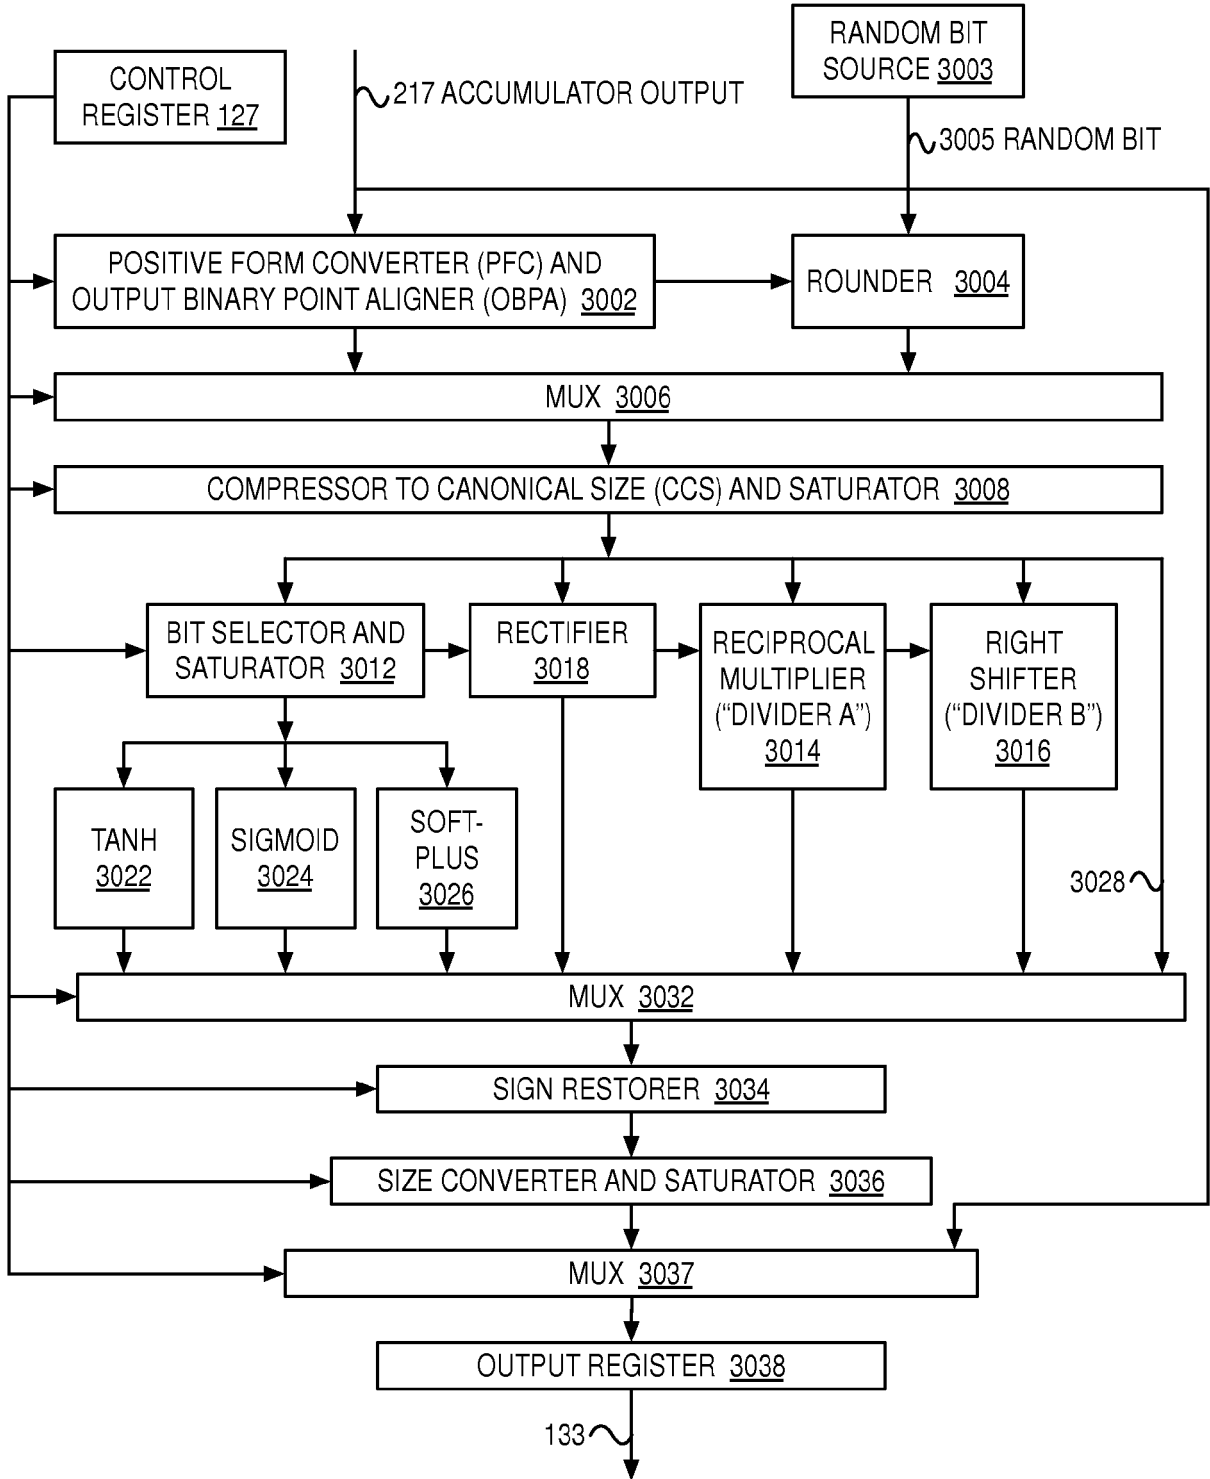 CONTROL
REGISTER 127
217 ACCUMULATOR OUTPUT
RANDOM BIT
SOURCE 3003
3005 RANDOM BIT
POSITIVE FORM CONVERTER (PFC) AND
OUTPUT BINARY POINT ALIGNER (OBPA) 3002
ROUNDER 3004
MUX 3006
COMPRESSOR TO CANONICAL SIZE (CCS) AND SATURATOR 3008
BIT SELECTOR AND
SATURATOR 3012
RECTIFIER
3018
RECIPROCAL
MULTIPLIER
(“DIVIDER A”)
3014
RIGHT
SHIFTER
(“DIVIDER B”)
3016
TANH
3022
SIGMOID
3024
SOFT-
PLUS
3026
3028
MUX 3032
SIGN RESTORER 3034
SIZE CONVERTER AND SATURATOR 3036
MUX 3037
OUTPUT REGISTER 3038
133